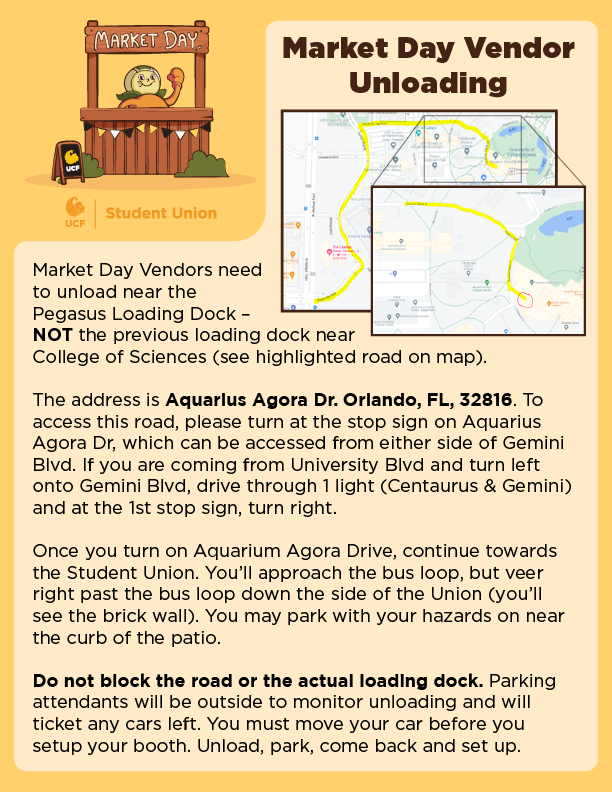 MARKET DAY
UCF
UCF
Student Union
Market Day Vendor
Unloading
Market Day Vendors need
to unload near the
Pegasus Loading Dock –
NOT the previous loading dock near
College of Sciences (see highlighted road on map).
The address is Aquarius Agora Dr. Orlando, FL, 32816. To
access this road, please turn at the stop sign on Aquarius
Agora Dr, which can be accessed from either side of Gemini
Blvd. If you are coming from University Blvd and turn left
onto Gemini Blvd, drive through 1 light (Centaurus & Gemini)
and at the 1st stop sign, turn right.
Once you turn on Aquarium Agora Drive, continue towards
the Student Union. You’ll approach the bus loop, but veer
right past the bus loop down the side of the Union (you’ll
see the brick wall). You may park with your hazards on near
the curb of the patio.
Do not block the road or the actual loading dock. Parking
attendants will be outside to monitor unloading and will
ticket any cars left. You must move your car before you
setup your booth. Unload, park, come back and set up.